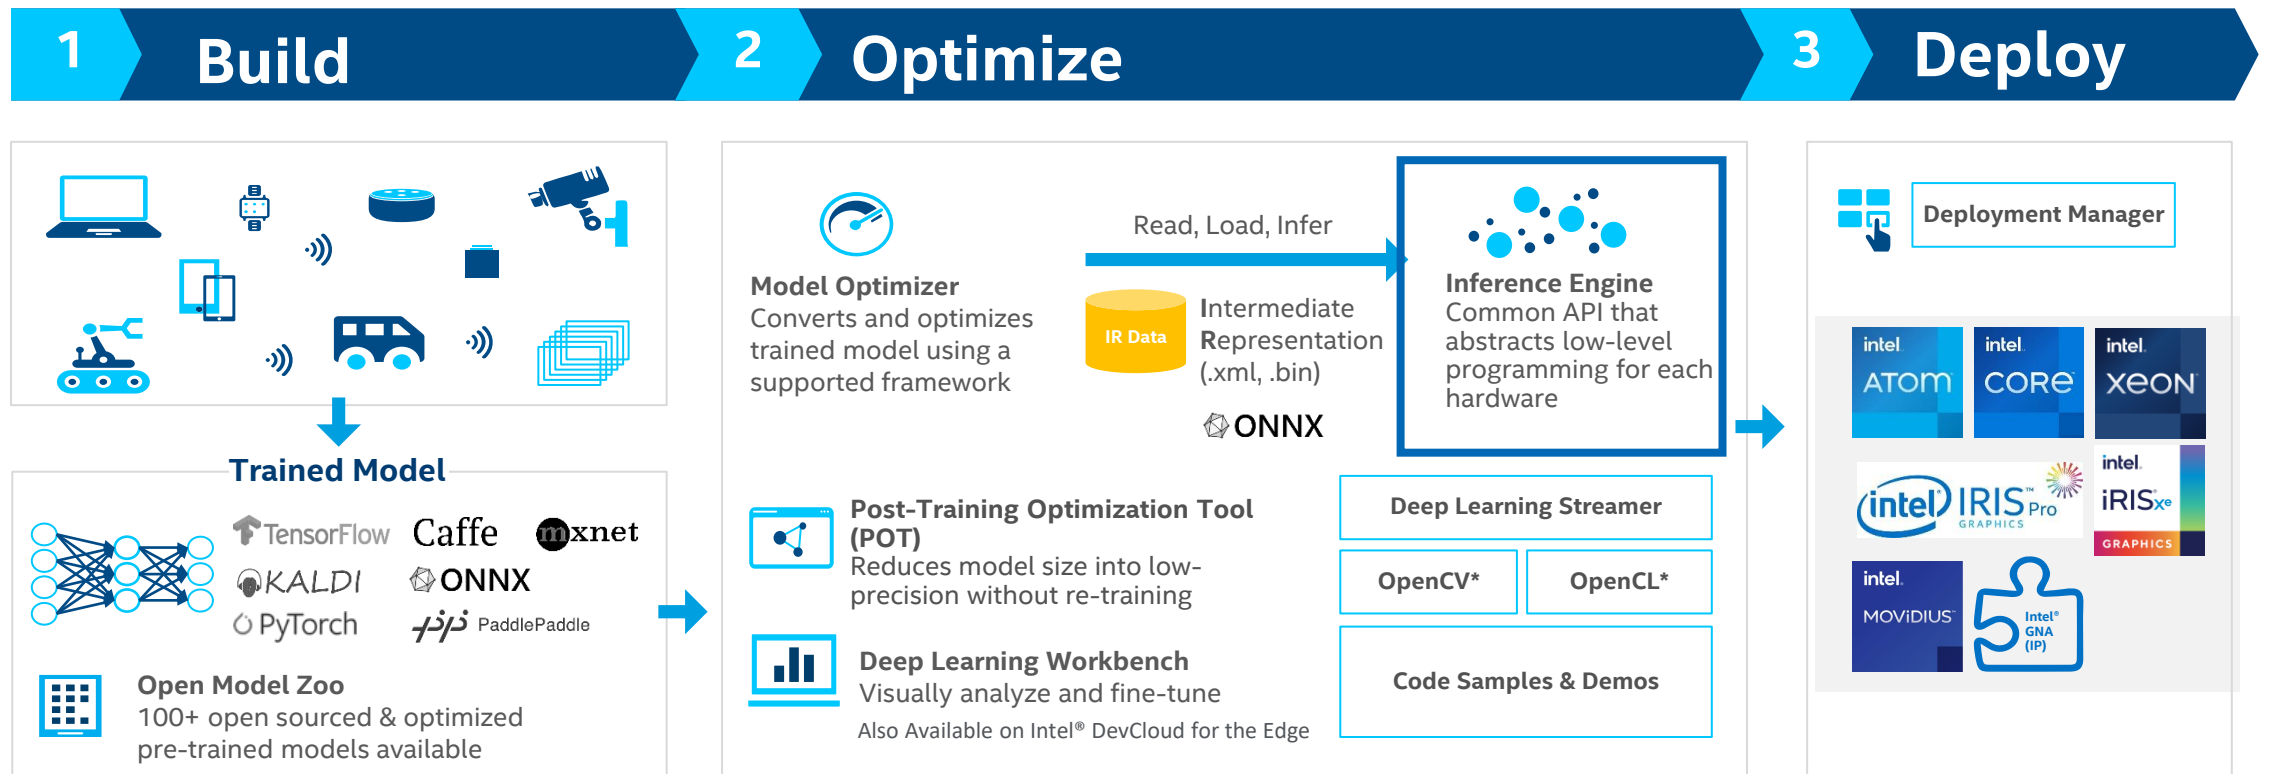 1
Build
2
Optimize
3
Deploy
Trained Model
TensorFlow
Caffe
mxnet
KALDI
ONNX
PyTorch
PaddlePaddle
Open Model Zoo
100+ open sourced & optimized
pre-trained models available
Model Optimizer
Converts and optimizes
trained model using a
supported framework
Read, Load, Infer
IR Data
Intermediate
Representation
(.xml, .bin)
ONNX
Inference Engine
Common API that
abstracts low-level
programming for each
hardware
Post-Training Optimization Tool
(POT)
Reduces model size into low-
precision without re-training
Deep Learning Workbench
Visually analyze and fine-tune
Also Available on Intel® DevCloud for the Edge
Deep Learning Streamer
OpenCV*
OpenCL*
Code Samples & Demos
Deployment Manager
intel.
ATOM
intel.
CORE
intel.
XEON
intel IRIS™ Pro
GRAPHICS
intel.
IRIS Xe
GRAPHICS
intel.
MOVIDIUS™
Intel®
GNA
(IP)